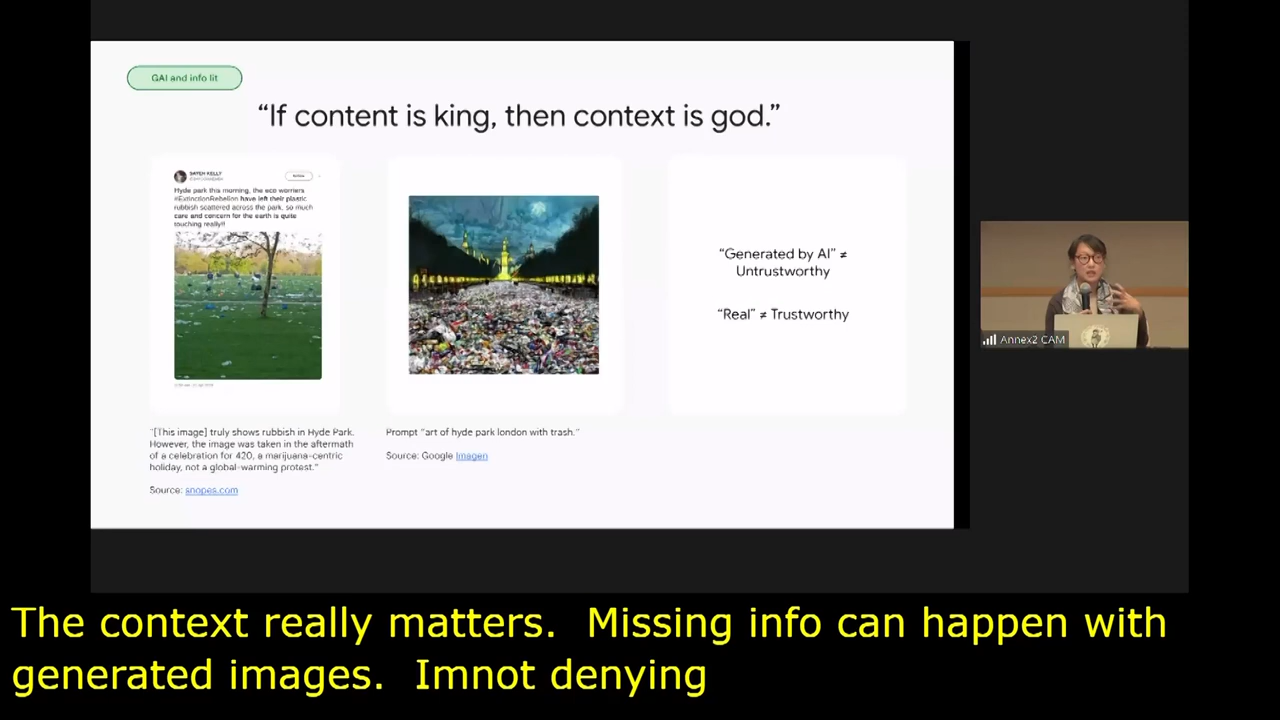 GAI and info lit
“If content is king, then context is god.”
SAYEH KELLY
Hyde park this morning, the eco worriers
#ExtinctionRebelion have left their plastic
rubbish scattered across the park, so much
care and concern for the earth is quite
touching really!!
“[This image] truly shows rubbish in Hyde Park.
However, the image was taken in the aftermath
of a celebration for 420, a marijuana-centric
holiday, not a global-warming protest.”
Source: snopes.com
Prompt “art of hyde park london with trash.”
Source: Google Imagen
“Generated by AI” ≠
Untrustworthy
“Real” ≠ Trustworthy
Annex2 CAM
The context really matters.  Missing info can happen with
generated images.  Imnot denying